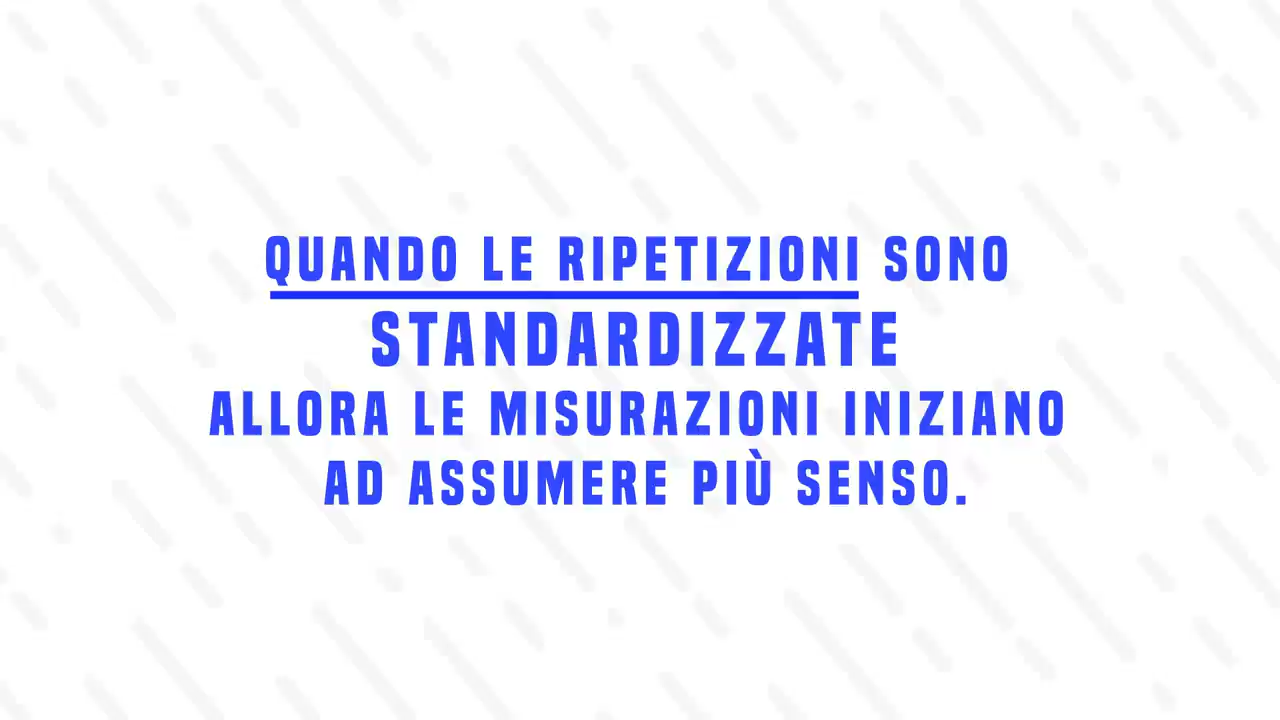 QUANDO LE RIPETIZIONI SONO
STANDARDIZZATE
ALLORA LE MISURAZIONI INIZIANO
AD ASSUMERE PIÙ SENSO.